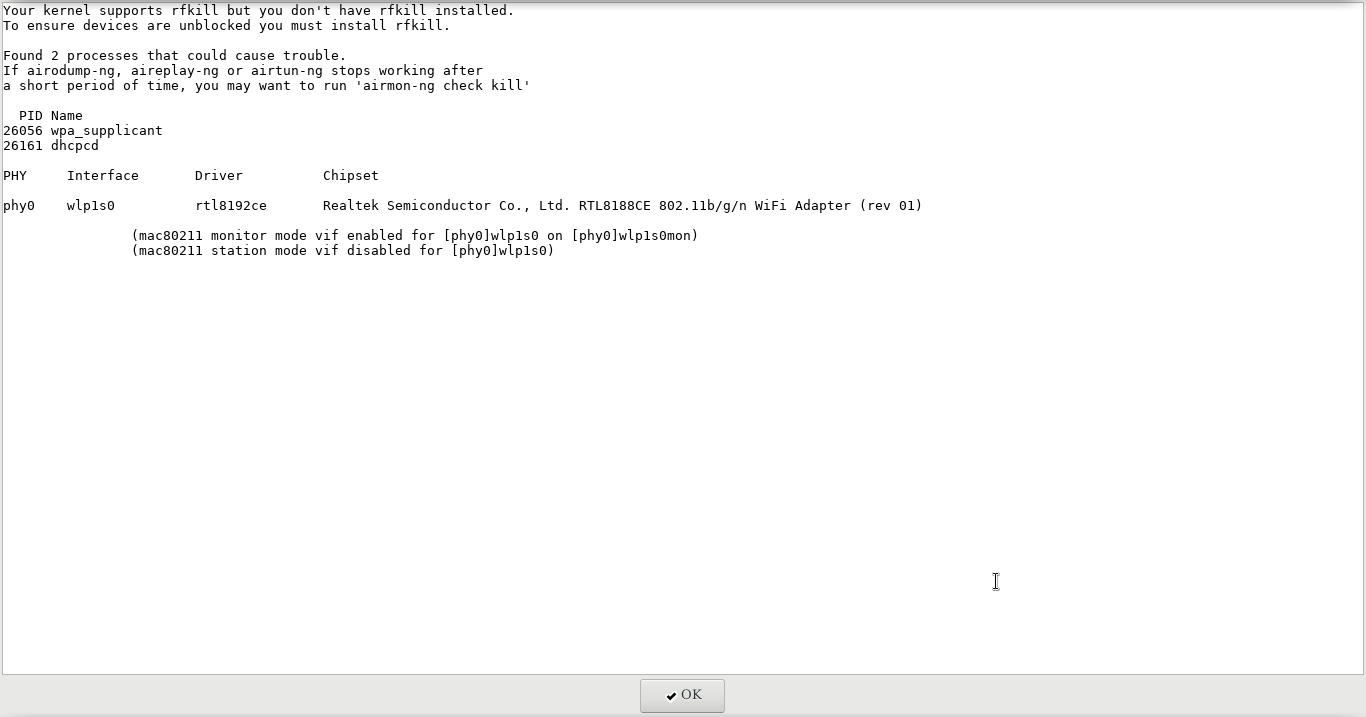 Your kernel supports rfkill but you don't have rfkill installed.
To ensure devices are unblocked you must install rfkill.
Found 2 processes that could cause trouble.
If airodump-ng, aireplay-ng or airtun-ng stops working after
a short period of time, you may want to run 'airmon-ng check kill'
PID Name
26056 wpa_supplicant
26161 dhcpcd
PHY Interface Driver Chipset
phy0 wlp1s0 rtl8192ce Realtek Semiconductor Co., Ltd. RTL8188CE 802.11b/g/n WiFi Adapter (rev 01)
(mac80211 monitor mode vif enabled for [phy0]wlp1s0 on [phy0]wlp1s0mon)
(mac80211 station mode vif disabled for [phy0]wlp1s0)
OK